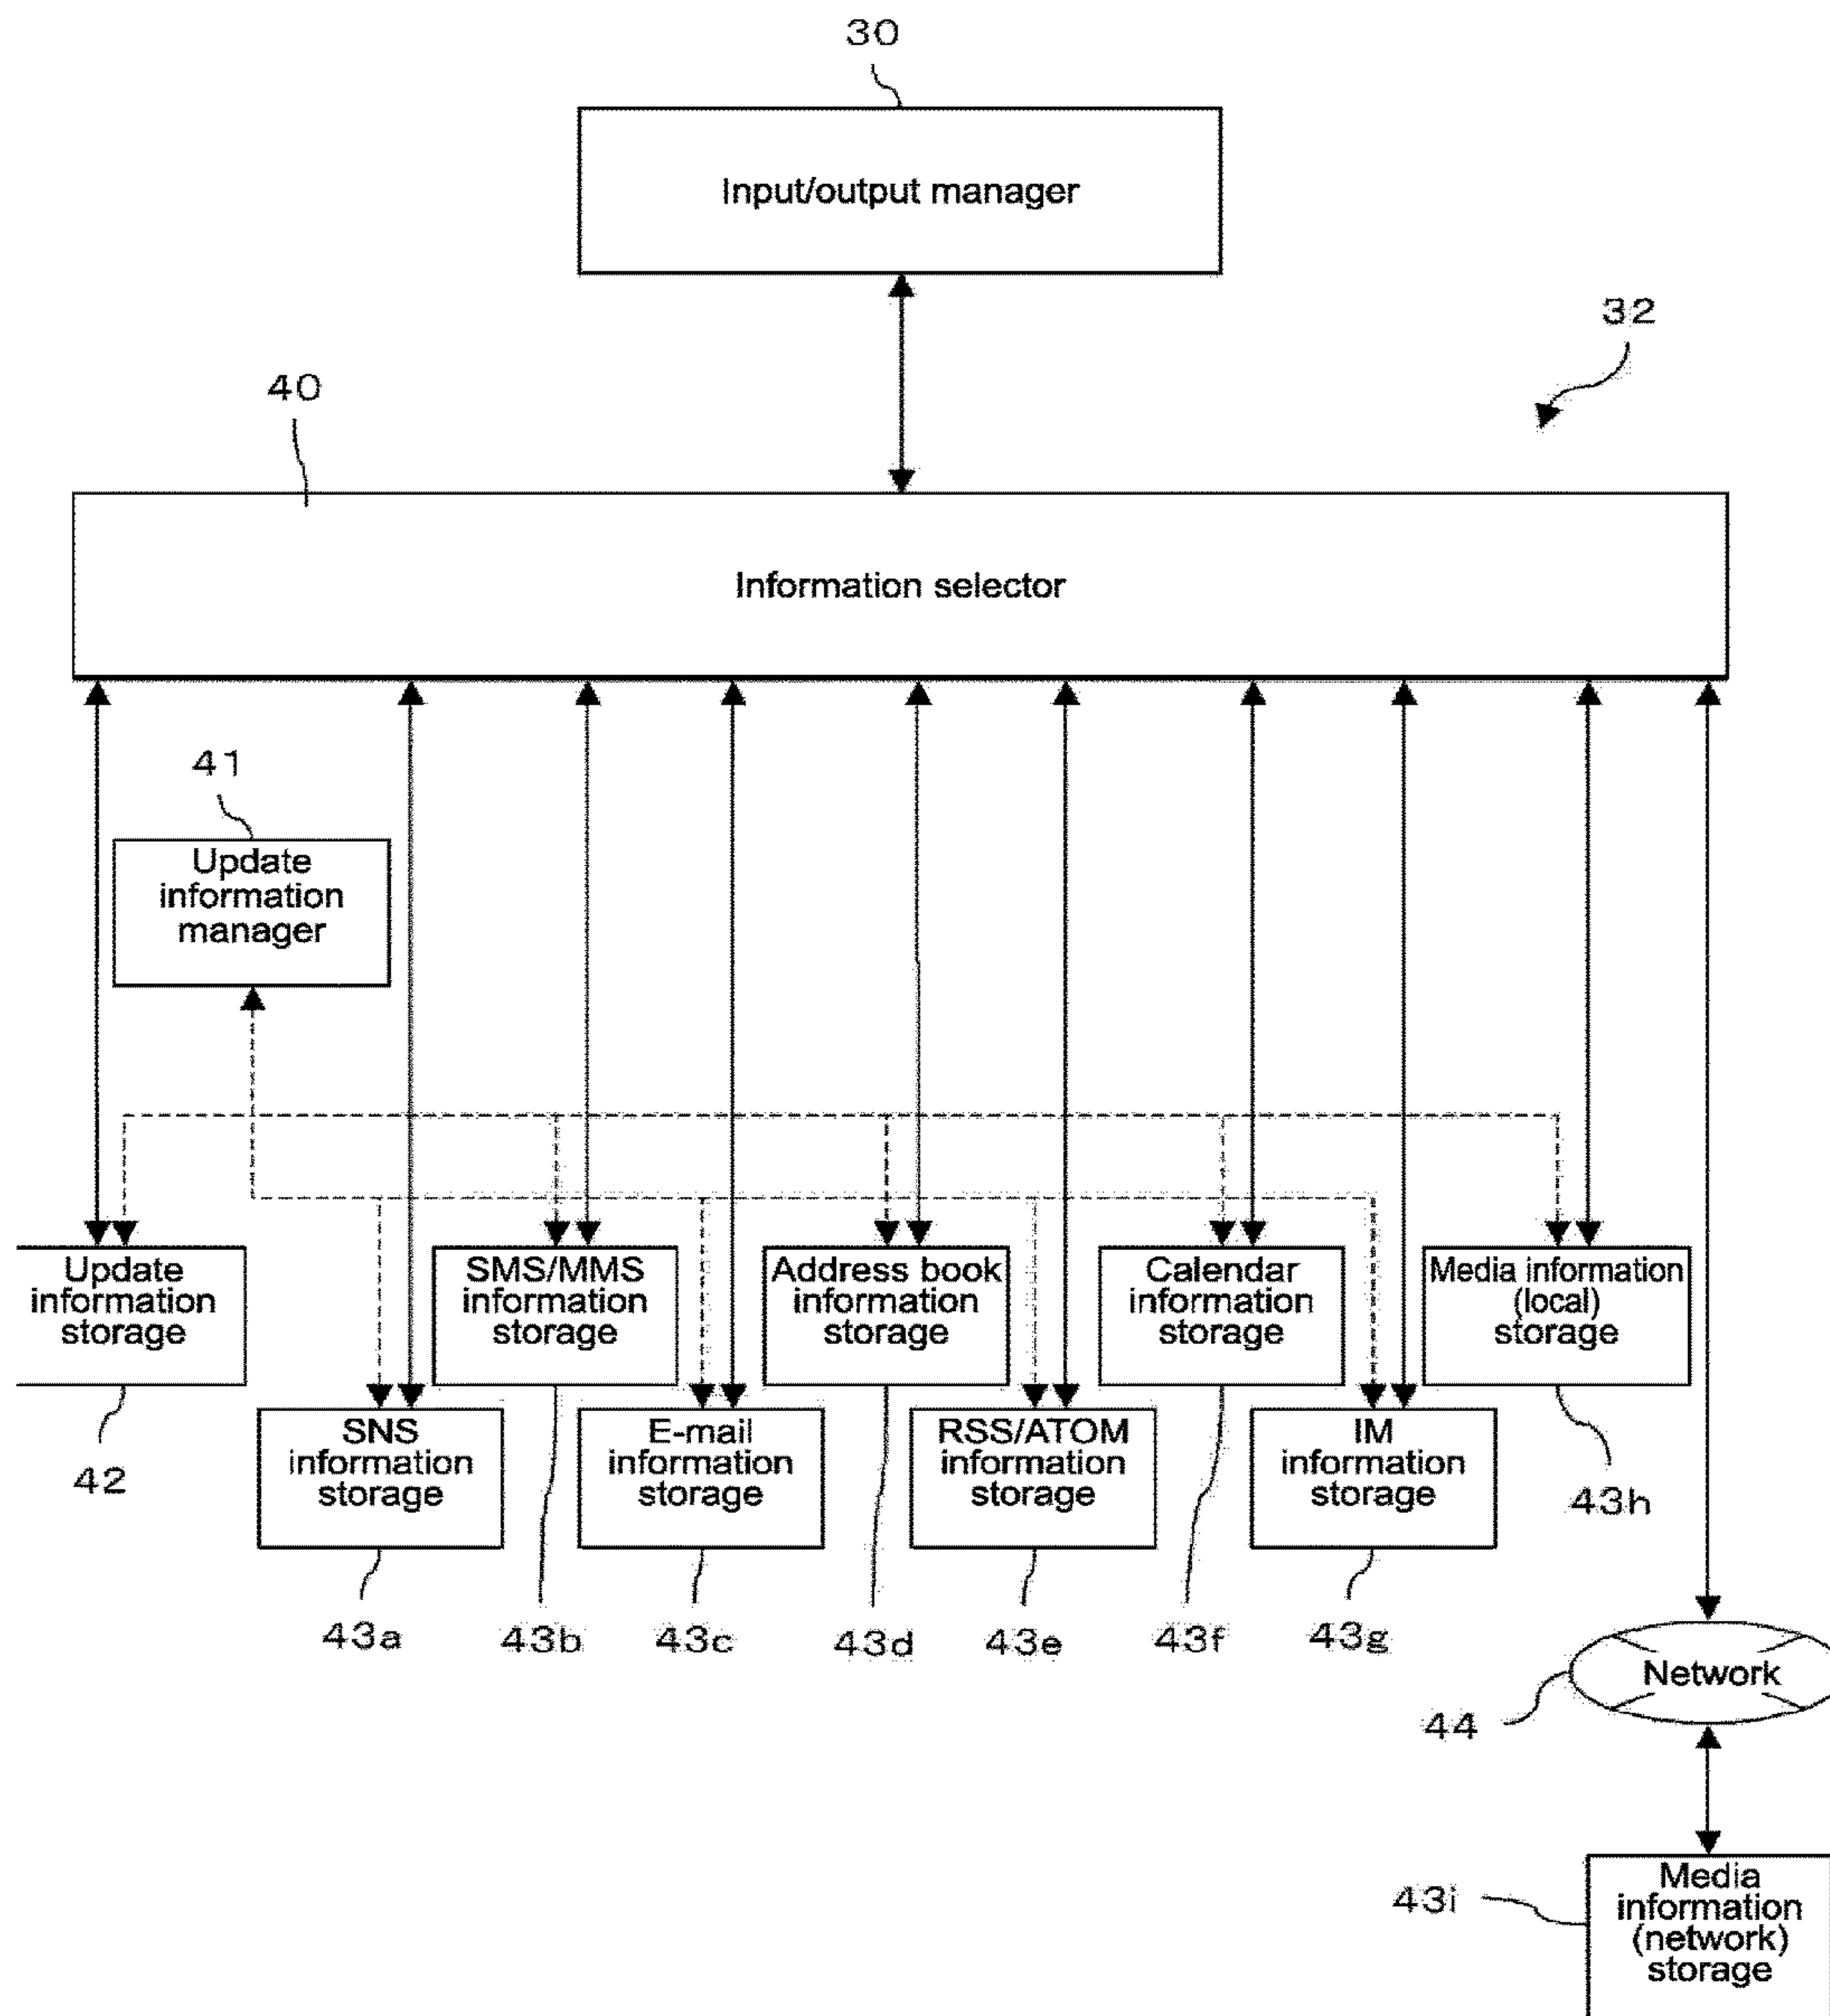 30
Input/output manager
32
40
Information selector
41
Update
information
manager
Update
information
storage
SMS/MMS
information
storage
Address book
information
storage
Calendar
information
storage
Media information
(local)
storage
42
SNS
information
storage
E-mail
information
storage
RSS/ATOM
information
storage
IM
information
storage
43h
43a
43b
43c
43d
43e
43f
43g
Network
44
43i
Media
information
(network)
storage